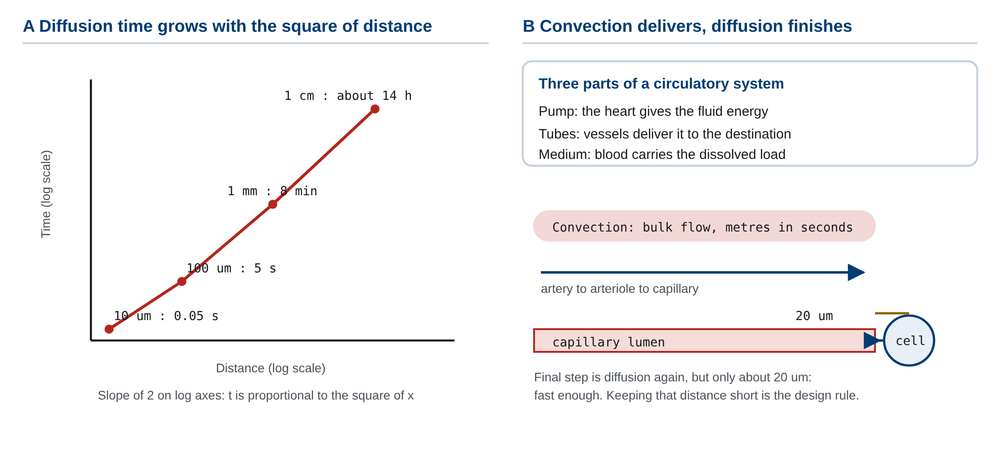 A Diffusion time grows with the square of distance
1 cm : about 14 h
1 mm : 8 min
100 um : 5 s
10 um : 0.05 s
Time (log scale)
Distance (log scale)
Slope of 2 on log axes: t is proportional to the square of x
B Convection delivers, diffusion finishes
Three parts of a circulatory system
Pump: the heart gives the fluid energy
Tubes: vessels deliver it to the destination
Medium: blood carries the dissolved load
Convection: bulk flow, metres in seconds
artery to arteriole to capillary
20 um
capillary lumen
cell
Final step is diffusion again, but only about 20 um:
fast enough. Keeping that distance short is the design rule.